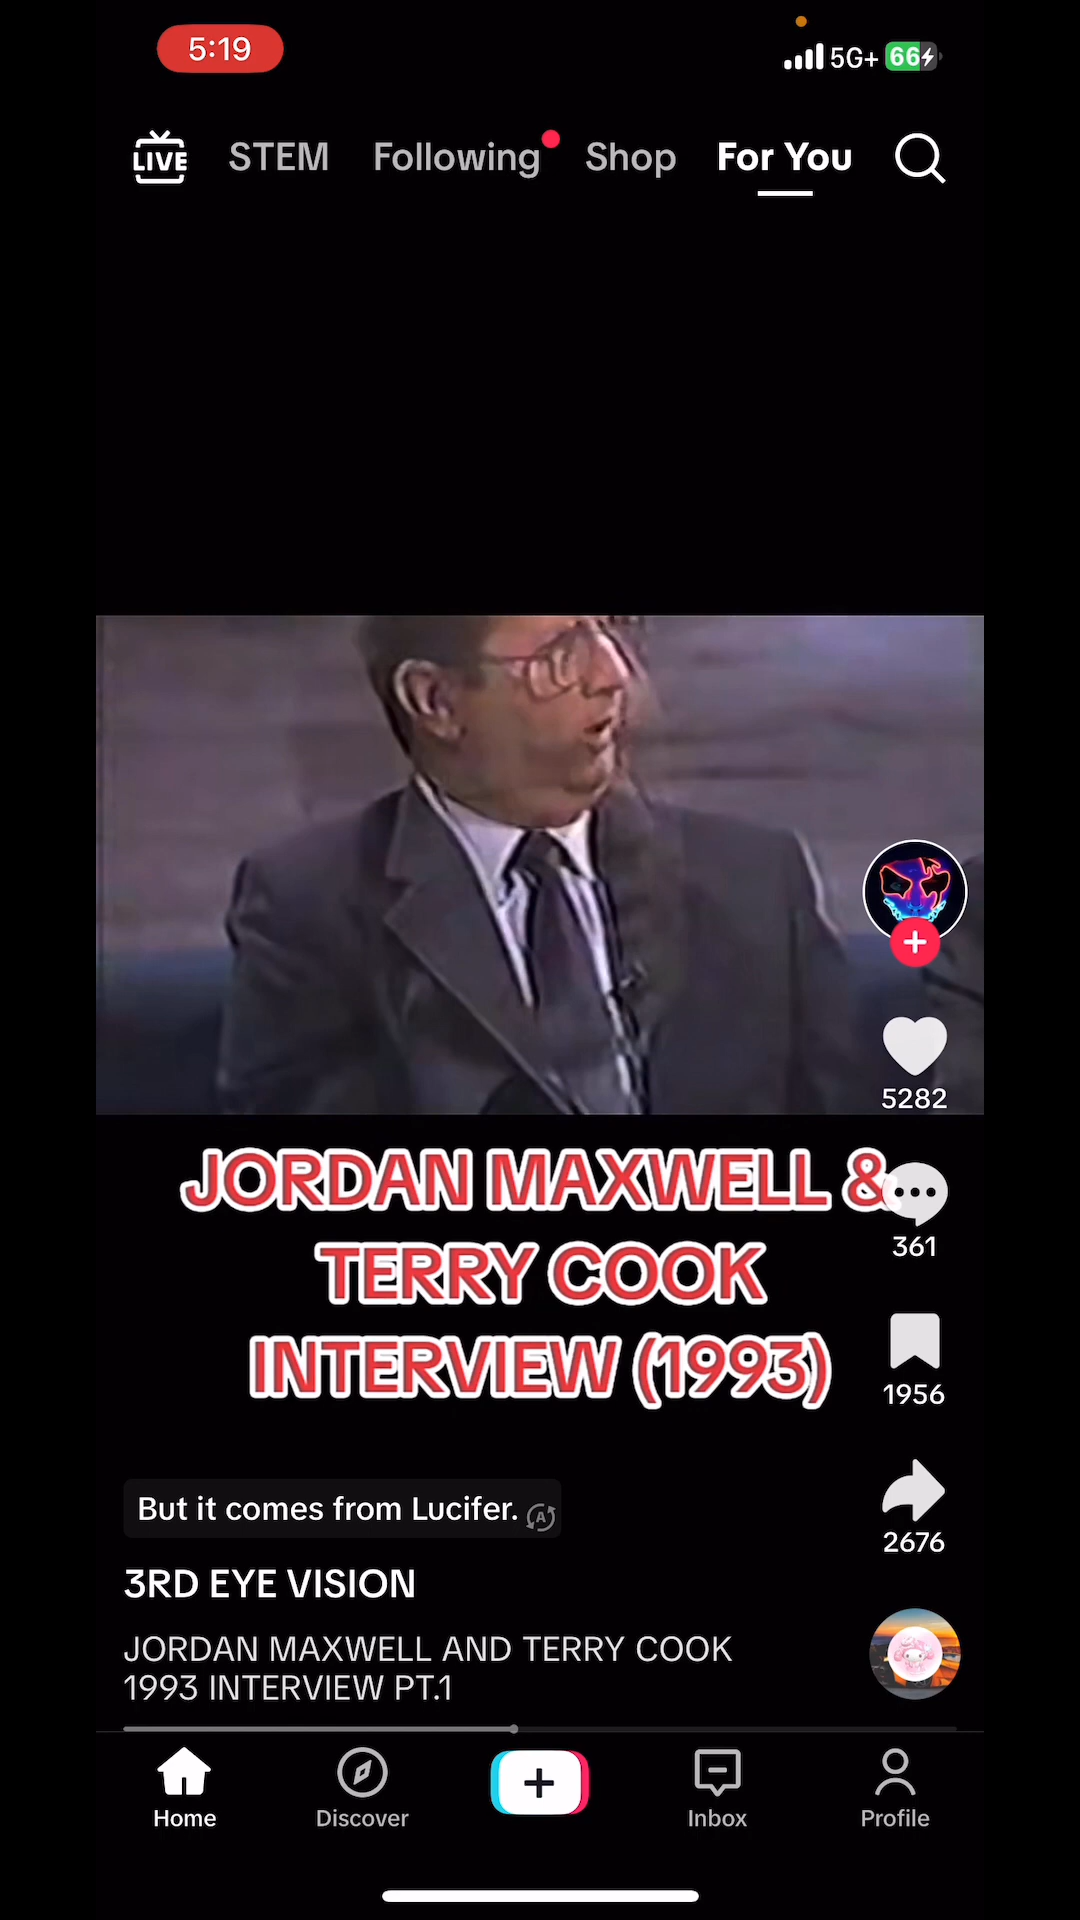 5:19
5G+ 66
LIVE STEM Following Shop For You
5282
JORDAN MAXWELL &
361
TERRY COOK
INTERVIEW (1993)
1956
But it comes from Lucifer.
2676
3RD EYE VISION
JORDAN MAXWELL AND TERRY COOK
1993 INTERVIEW PT.1
Home Discover Inbox Profile